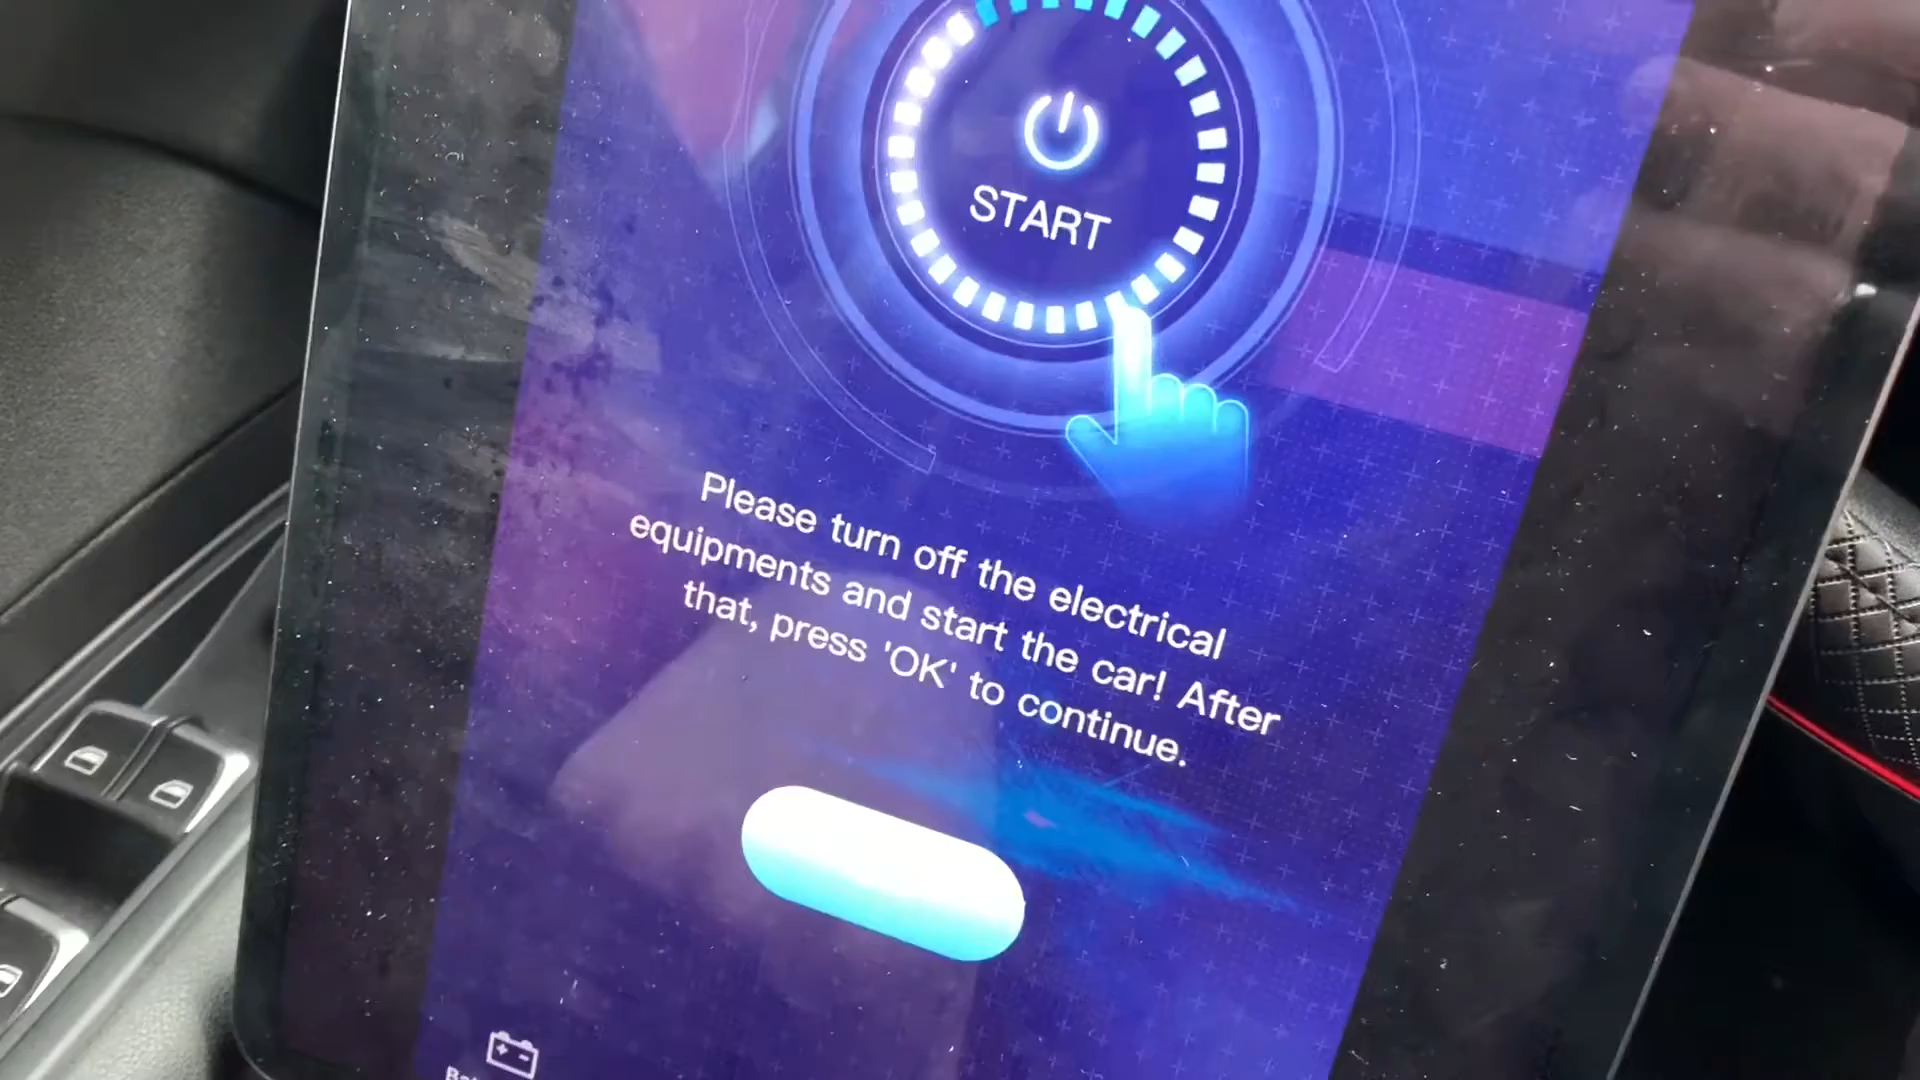 START
Please turn off the electrical
equipments and start the car! After
that, press 'OK' to continue.